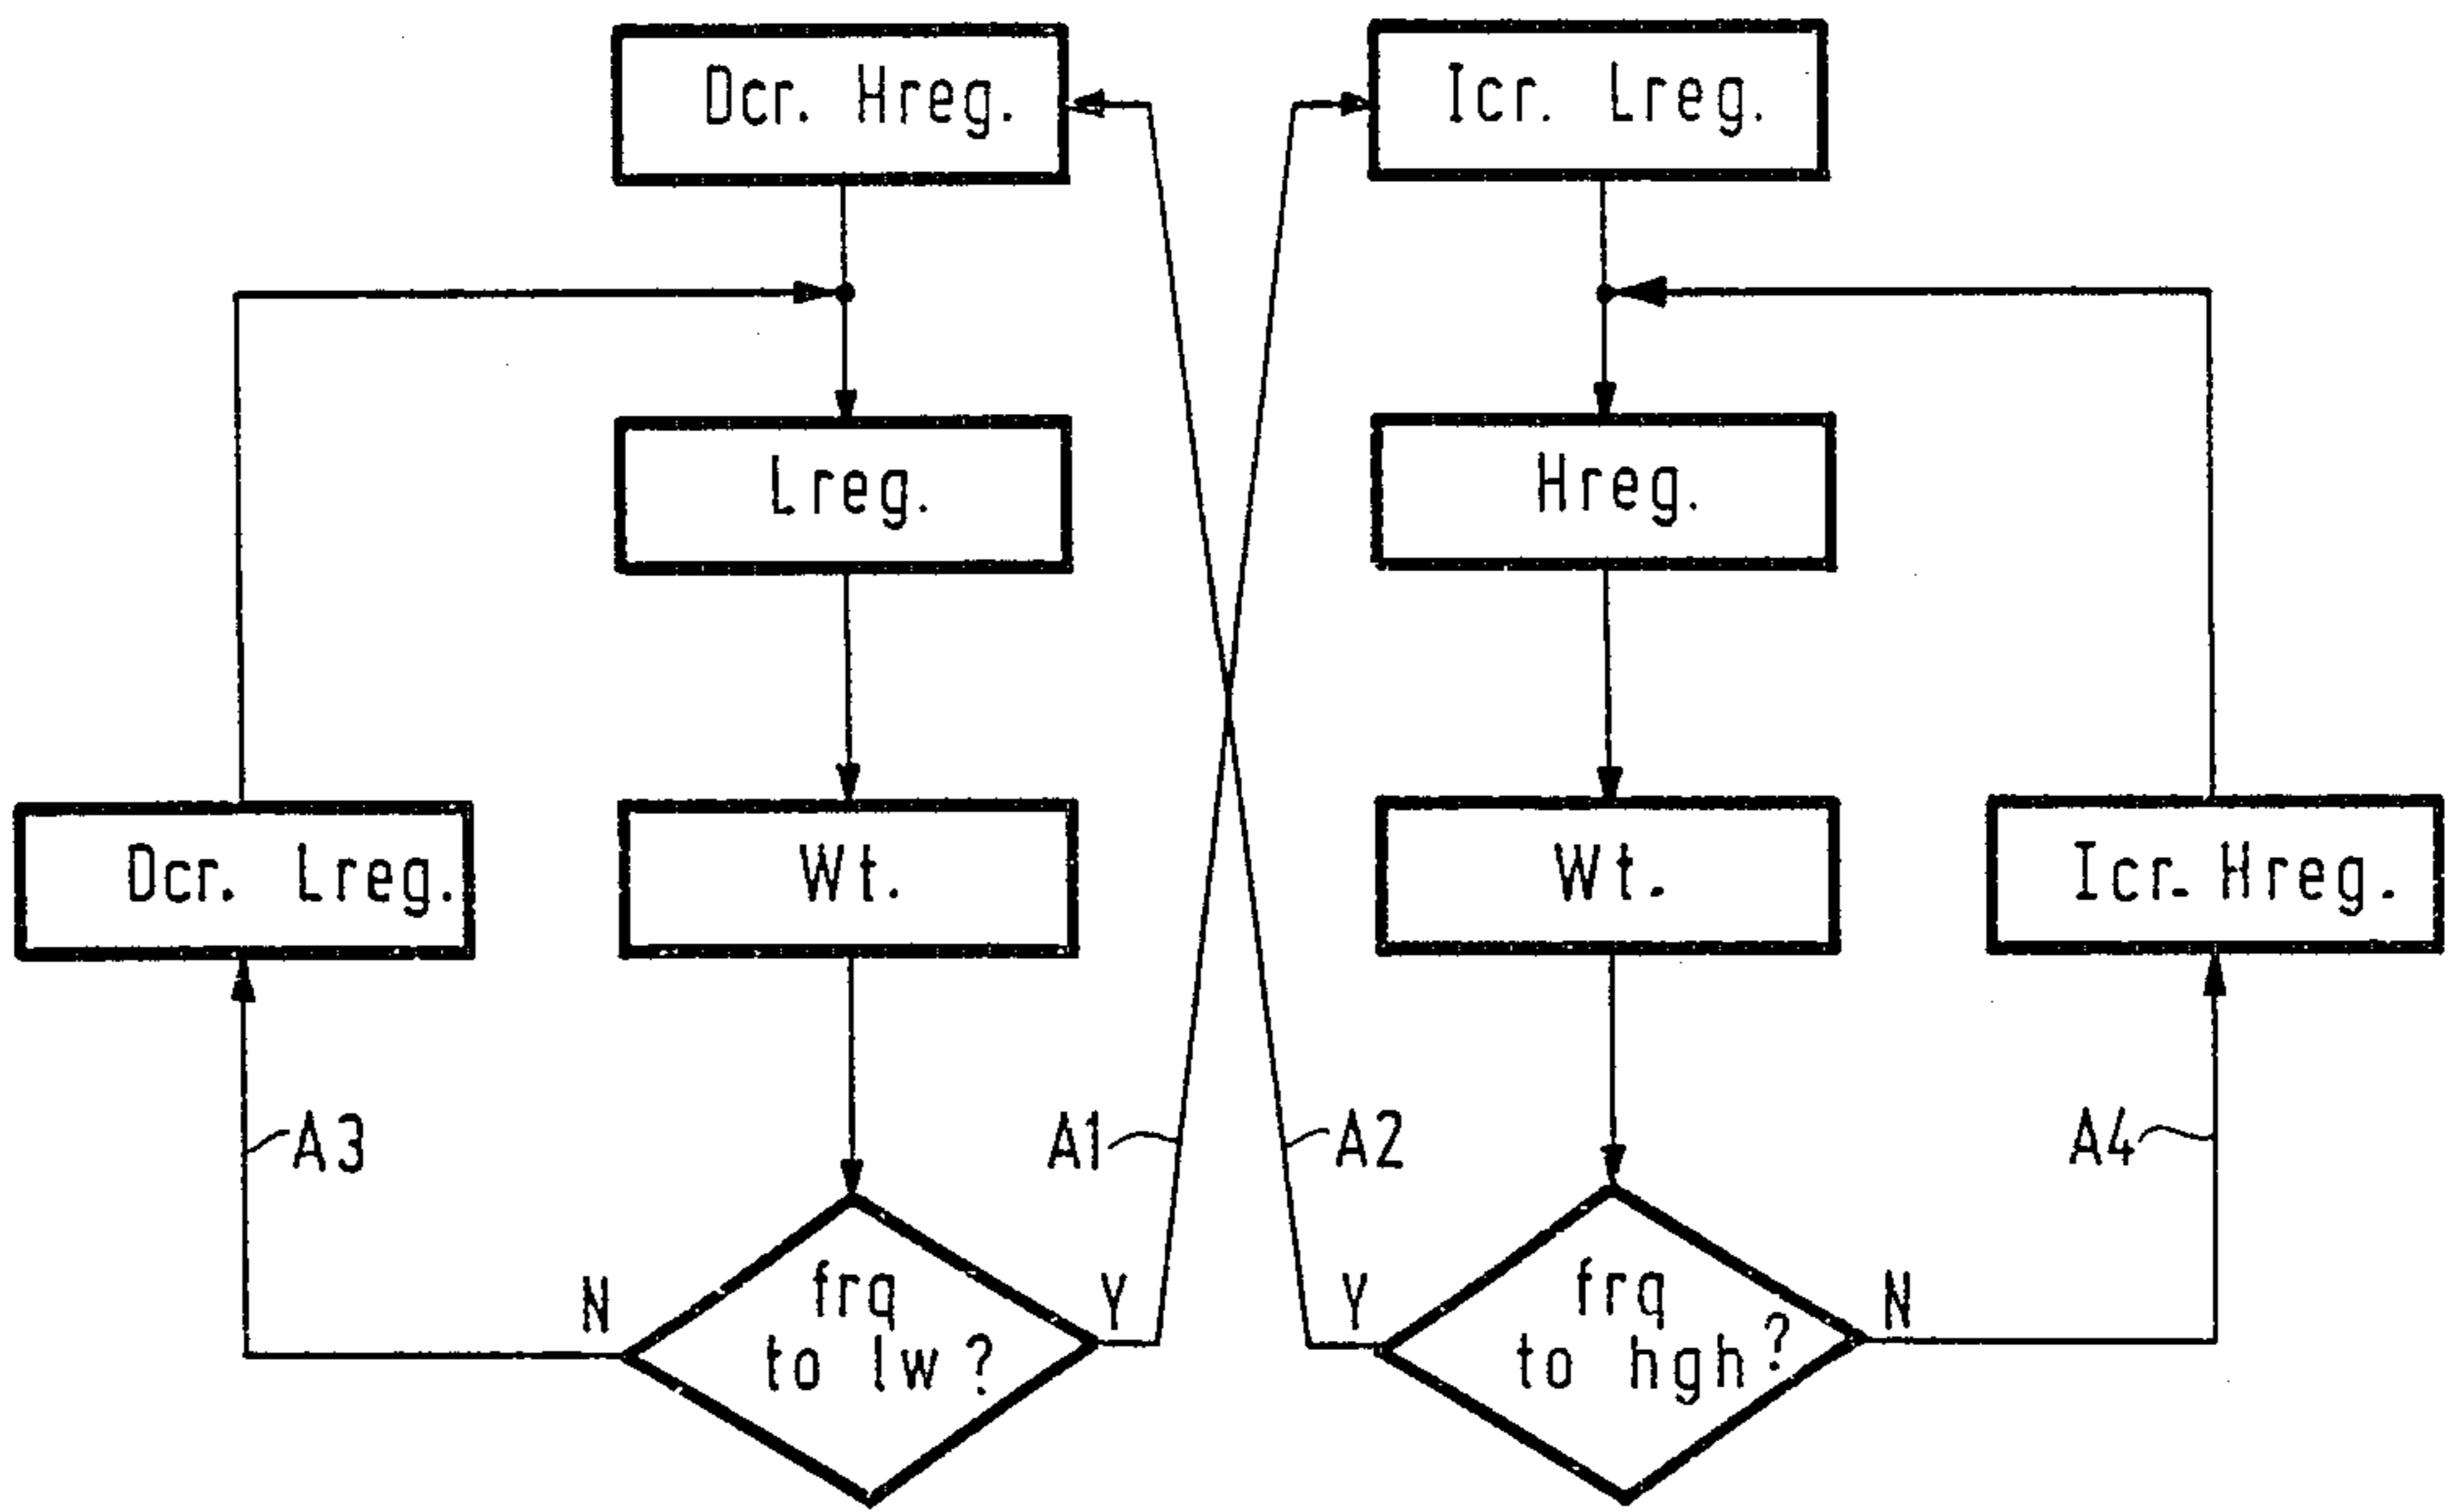 Dcr. Hreg.
Icr. Lreg.
Lreg.
Hreg.
Dcr. Lreg.
Wt.
Wt.
Icr. Hreg.
A3
A1
A2
A4
N
frq
to lw ?
Y
Y
frq
to hgh ?
N